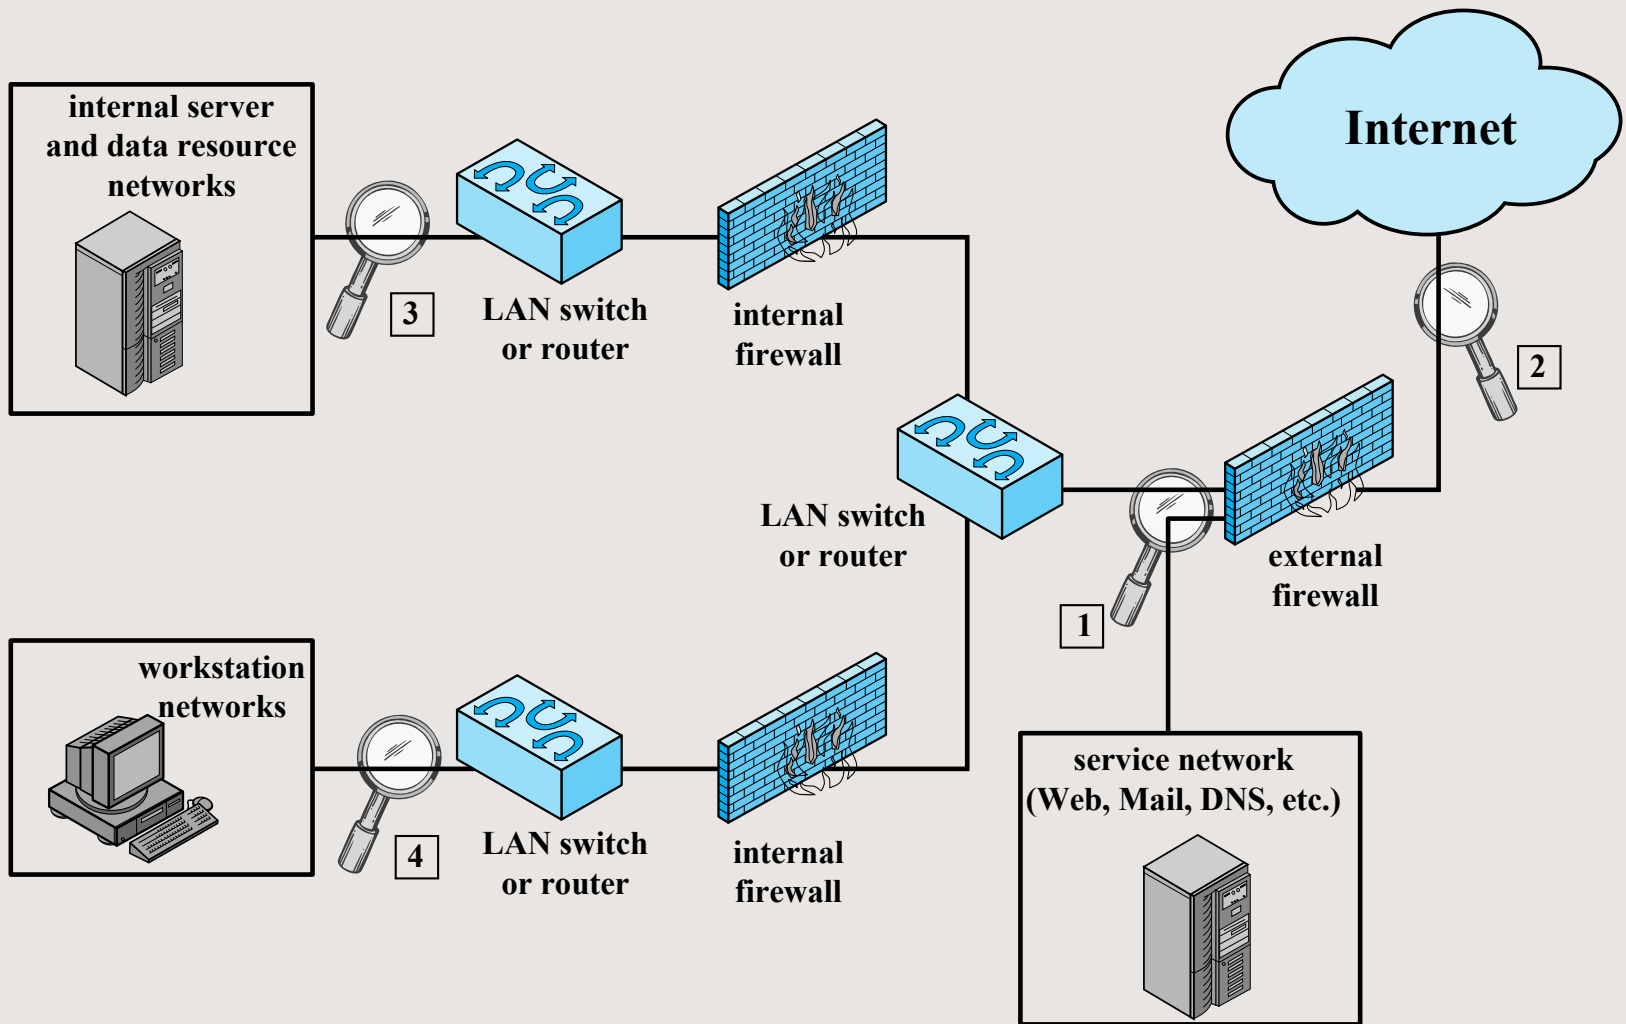 internal server
and data resource
networks
3
LAN switch
or router
internal
firewall
Internet
2
LAN switch
or router
external
firewall
1
workstation
networks
4
LAN switch
or router
internal
firewall
service network
(Web, Mail, DNS, etc.)